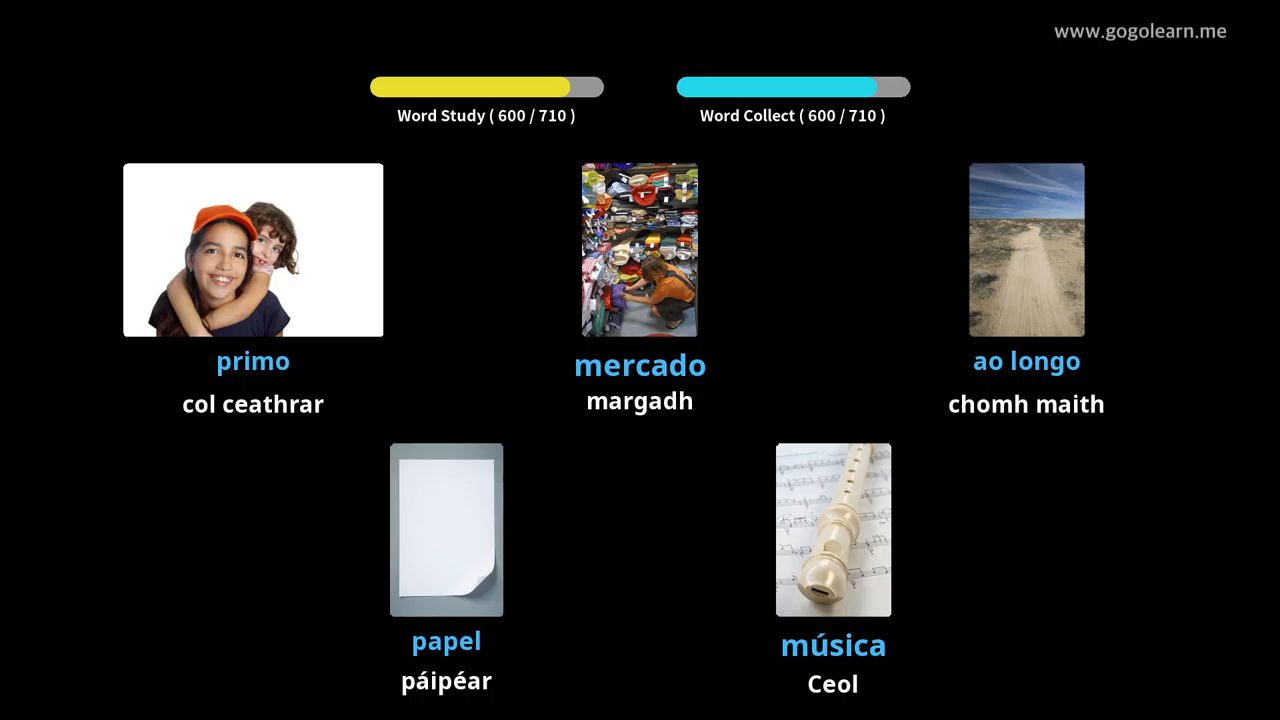 www.gogolearn.me
Word Study ( 600 / 710 )
Word Collect ( 600 / 710 )
primo
col ceathrar
mercado
margadh
ao longo
chomh maith
papel
páipéar
música
Ceol